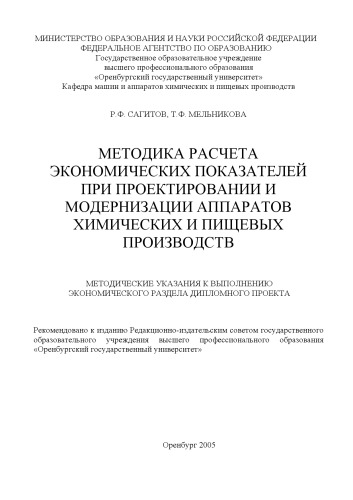 МИНИСТЕРСТВО ОБРАЗОВАНИЯ И НАУКИ РОССИЙСКОЙ ФЕДЕРАЦИИ
ФЕДЕРАЛЬНОЕ АГЕНТСТВО ПО ОБРАЗОВАНИЮ
Государственное образовательное учреждение
высшего профессионального образования
«Оренбургский государственный университет»
Кафедра машин и аппаратов химических и пищевых производств
Р.Ф. САГИТОВ, Т.Ф. МЕЛЬНИКОВА
МЕТОДИКА РАСЧЕТА
ЭКОНОМИЧЕСКИХ ПОКАЗАТЕЛЕЙ
ПРИ ПРОЕКТИРОВАНИИ И
МОДЕРНИЗАЦИИ АППАРАТОВ
ХИМИЧЕСКИХ И ПИЩЕВЫХ
ПРОИЗВОДСТВ
МЕТОДИЧЕСКИЕ УКАЗАНИЯ К ВЫПОЛНЕНИЮ
ЭКОНОМИЧЕСКОГО РАЗДЕЛА ДИПЛОМНОГО ПРОЕКТА
Рекомендовано к изданию Редакционно-издательским советом государственного
образовательного учреждения высшего профессионального образования
«Оренбургский государственный университет»
Оренбург 2005